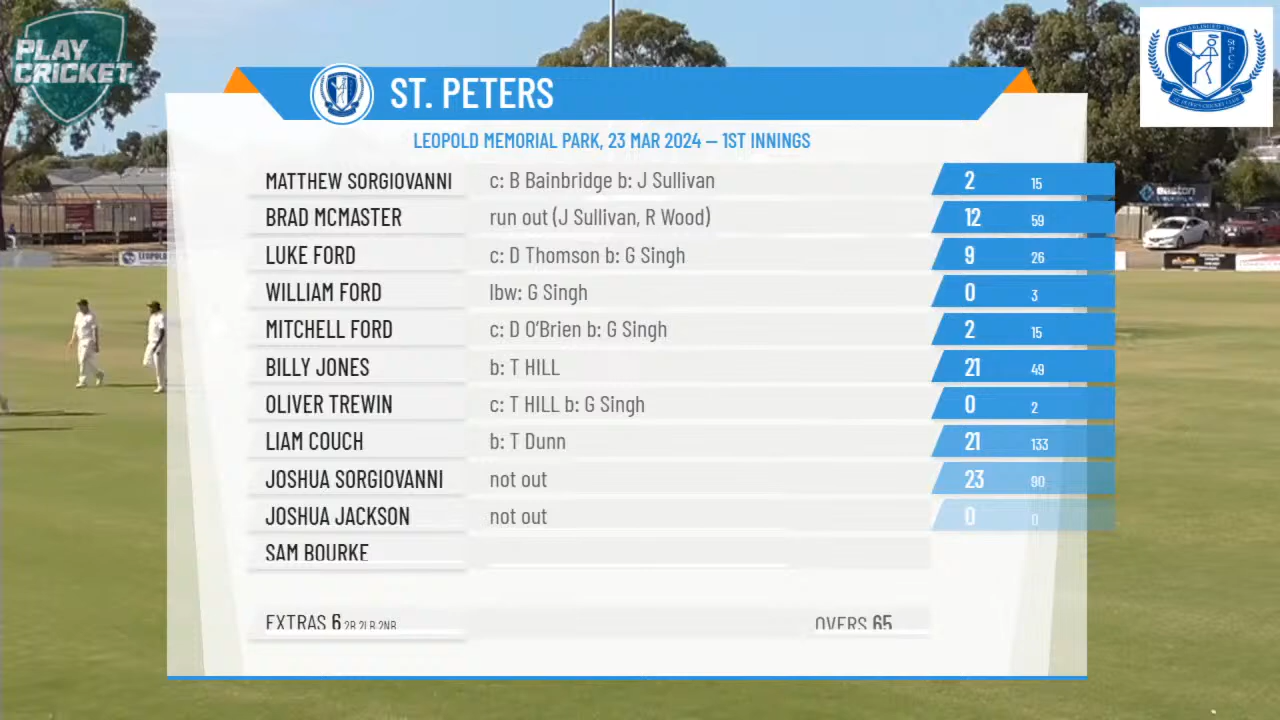 PLAY
CRICKET
ST. PETERS
LEOPOLD MEMORIAL PARK, 23 MAR 2024 – 1ST INNINGS
MATTHEW SORGIOVANNI c: B Bainbridge b: J Sullivan 2 15
BRAD MCMASTER run out (J Sullivan, R Wood) 12 59
LUKE FORD c: D Thomson b: G Singh 9 26
WILLIAM FORD lbw: G Singh 0 3
MITCHELL FORD c: D O'Brien b: G Singh 2 15
BILLY JONES b: T HILL 21 49
OLIVER TREWIN c: T HILL b: G Singh 0 2
LIAM COUCH b: T Dunn 21 133
JOSHUA SORGIOVANNI not out 23 90
JOSHUA JACKSON not out 0 0
SAM BOURKE
EXTRAS 6 2B 2LB 2NB OVERS 65
easton
LEOPOLD